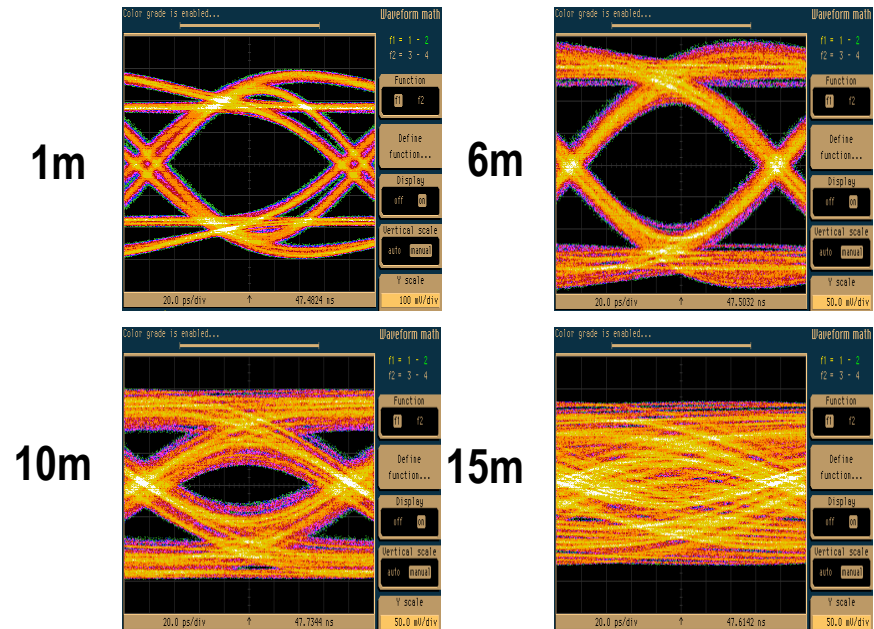 Color grade is enabled...
Waveform math
f1 = 1 - 2
f2 = 3 - 4
Function
f1 f2
Define
function...
Display
off on
Vertical scale
auto manual
Y scale
20.0 ps/div ↑ 47.4824 ns 100 mV/div
1m
Color grade is enabled...
Waveform math
f1 = 1 - 2
f2 = 3 - 4
Function
f1 f2
Define
function...
Display
off on
Vertical scale
auto manual
Y scale
20.0 ps/div ↑ 47.5032 ns 50.0 mV/div
6m
Color grade is enabled...
Waveform math
f1 = 1 - 2
f2 = 3 - 4
Function
f1 f2
Define
function...
Display
off on
Vertical scale
auto manual
Y scale
20.0 ps/div ↑ 47.7344 ns 50.0 mV/div
10m
Color grade is enabled...
Waveform math
f1 = 1 - 2
f2 = 3 - 4
Function
f1 f2
Define
function...
Display
off on
Vertical scale
auto manual
Y scale
20.0 ps/div ↑ 47.6142 ns 50.0 mV/div
15m